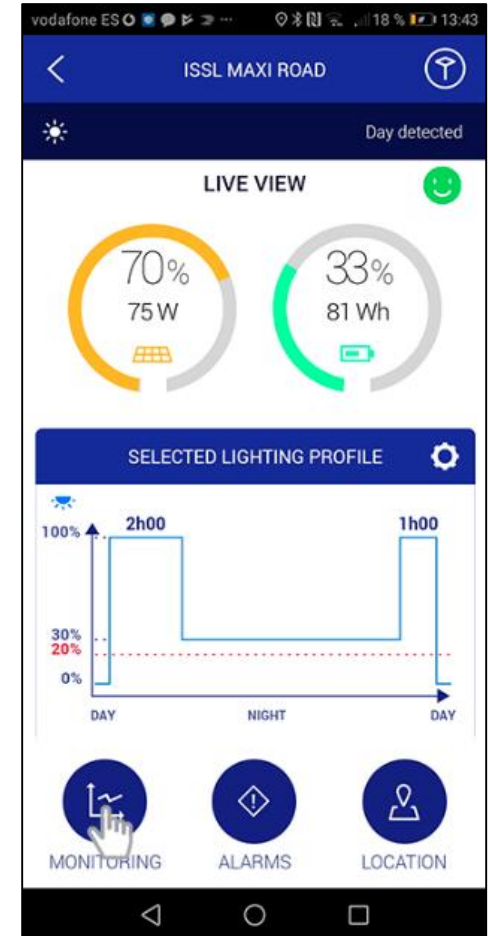 vodafone ES 18 % 13:43
ISSL MAXI ROAD
Day detected
LIVE VIEW
70%
75 W
33%
81 Wh
SELECTED LIGHTING PROFILE
100%
2h00
1h00
30%
20%
0%
DAY
NIGHT
DAY
MONITORING
ALARMS
LOCATION